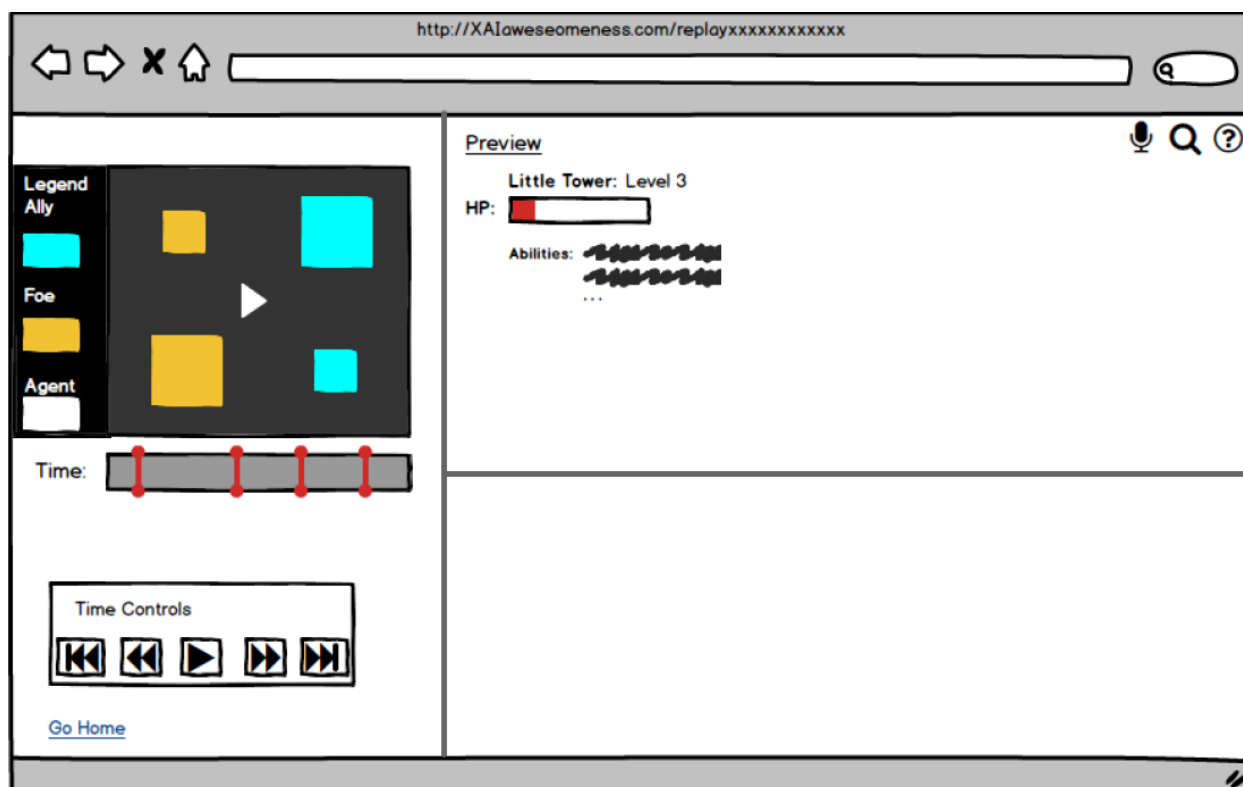 http://XAIaweseomeness.com/replayxxxxxxxxxxxx
Preview
Little Tower: Level 3
HP:
Abilities:
...
Legend
Ally
Foe
Agent
Time:
Time Controls
Go Home